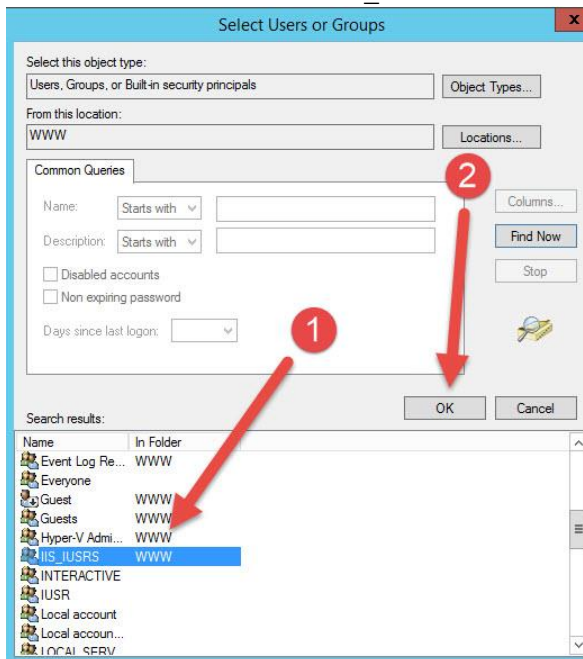 Select Users or Groups
x
Select this object type:
Users, Groups, or Built-in security principals
Object Types...
From this location:
WWW
Locations...
Common Queries
2
Name:
Starts with
Columns...
Description:
Starts with
Find Now
Disabled accounts
Stop
Non expiring password
Days since last logon:
1
OK
Cancel
Search results:
Name In Folder
Event Log Re... WWW
Everyone
Guest WWW
Guests WWW
Hyper-V Admi... WWW
IIS_IUSRS WWW
INTERACTIVE
IUSR
Local account
Local accoun...
LOCAL SERV